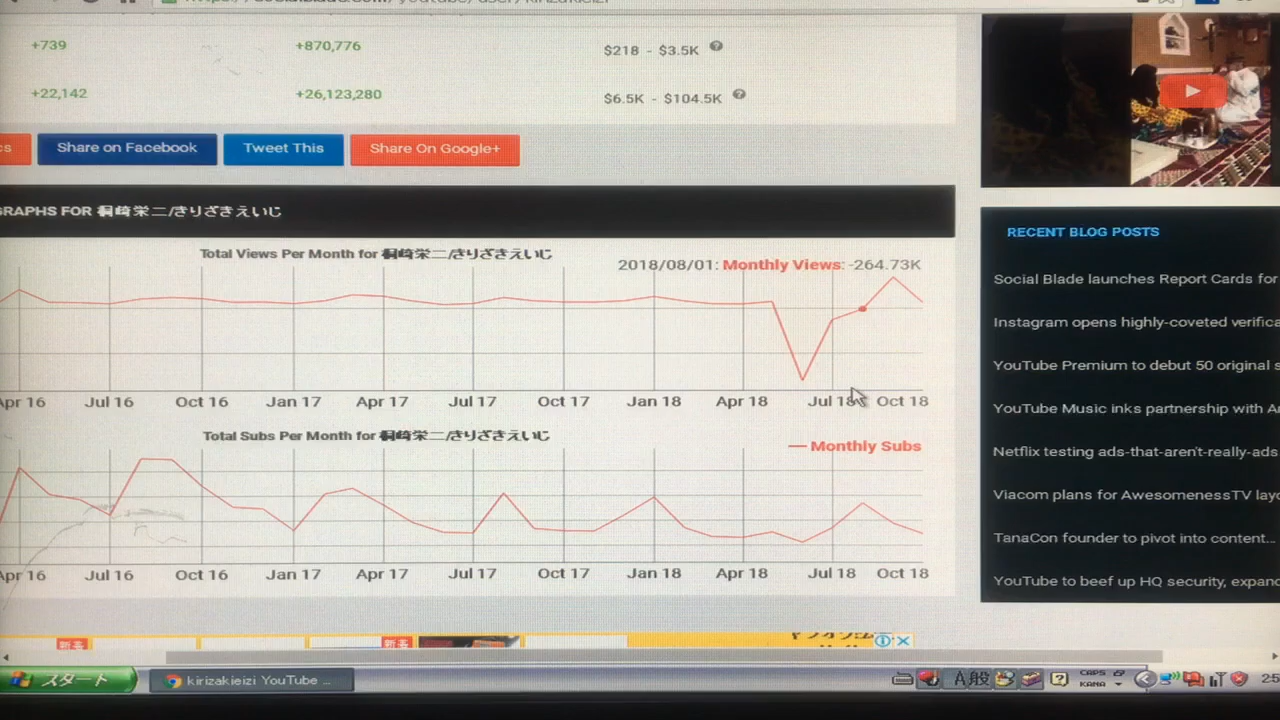 +739 +870,776 $218 - $3.5K
+22,142 +26,123,280 $6.5K - $104.5K
Share on Facebook Tweet This Share On Google+
GRAPHS FOR 桐崎栄二/きりざきえいじ
Total Views Per Month for 桐崎栄二/きりざきえいじ
2018/08/01: Monthly Views: -264.73K
Apr 16 Jul 16 Oct 16 Jan 17 Apr 17 Jul 17 Oct 17 Jan 18 Apr 18 Jul 18 Oct 18
Total Subs Per Month for 桐崎栄二/きりざきえいじ
Monthly Subs
Apr 16 Jul 16 Oct 16 Jan 17 Apr 17 Jul 17 Oct 17 Jan 18 Apr 18 Jul 18 Oct 18
RECENT BLOG POSTS
Social Blade launches Report Cards for
Instagram opens highly-coveted verifica
YouTube Premium to debut 50 original s
YouTube Music inks partnership with A
Netflix testing ads-that-aren't-really-ads
Viacom plans for AwesomenessTV lay
TanaCon founder to pivot into content...
YouTube to beef up HQ security, expan
新着 新着
スタート kirizakieizi YouTube ... A般 CAPS KANA